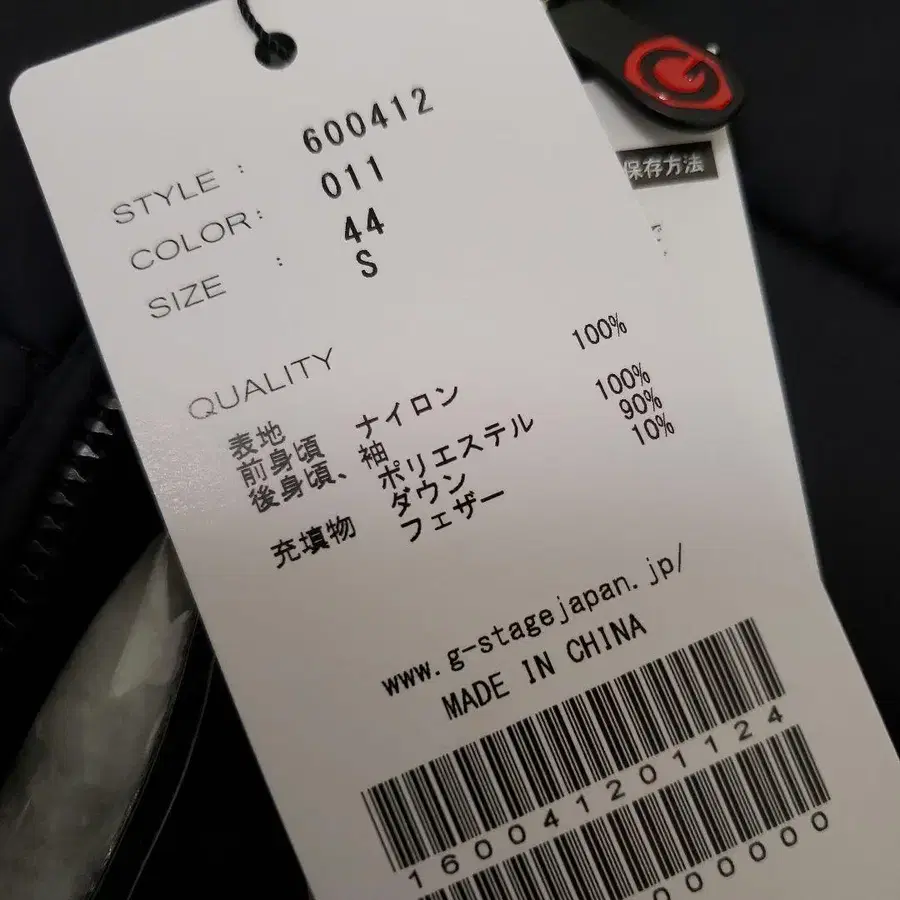 STYLE : 600412
COLOR: 011
SIZE : 44
S
QUALITY
表地 100%
前身頃 ナイロン
後身頃、袖 100%
ポリエステル 90%
充填物 ダウン 10%
フェザー
www.g-stagejapan.jp/
MADE IN CHINA
1600412011124
000000
保存方法
G